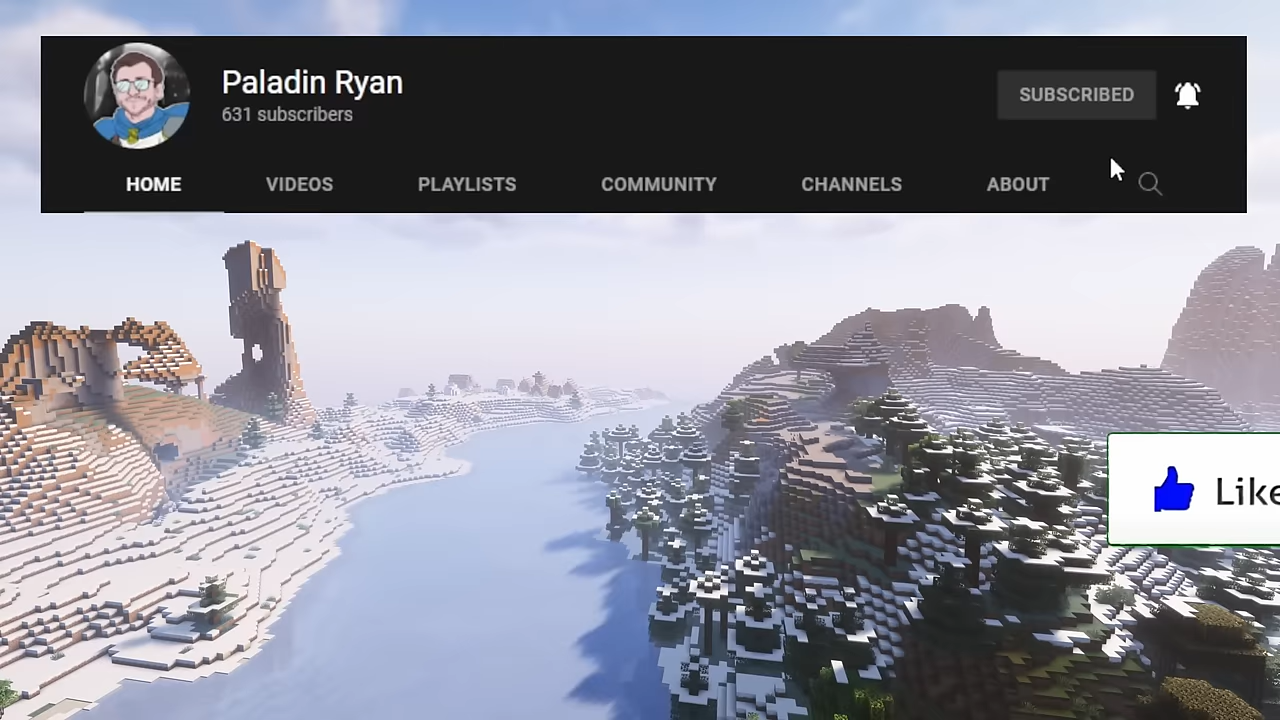 Paladin Ryan
631 subscribers
SUBSCRIBED
HOME VIDEOS PLAYLISTS COMMUNITY CHANNELS ABOUT
Like